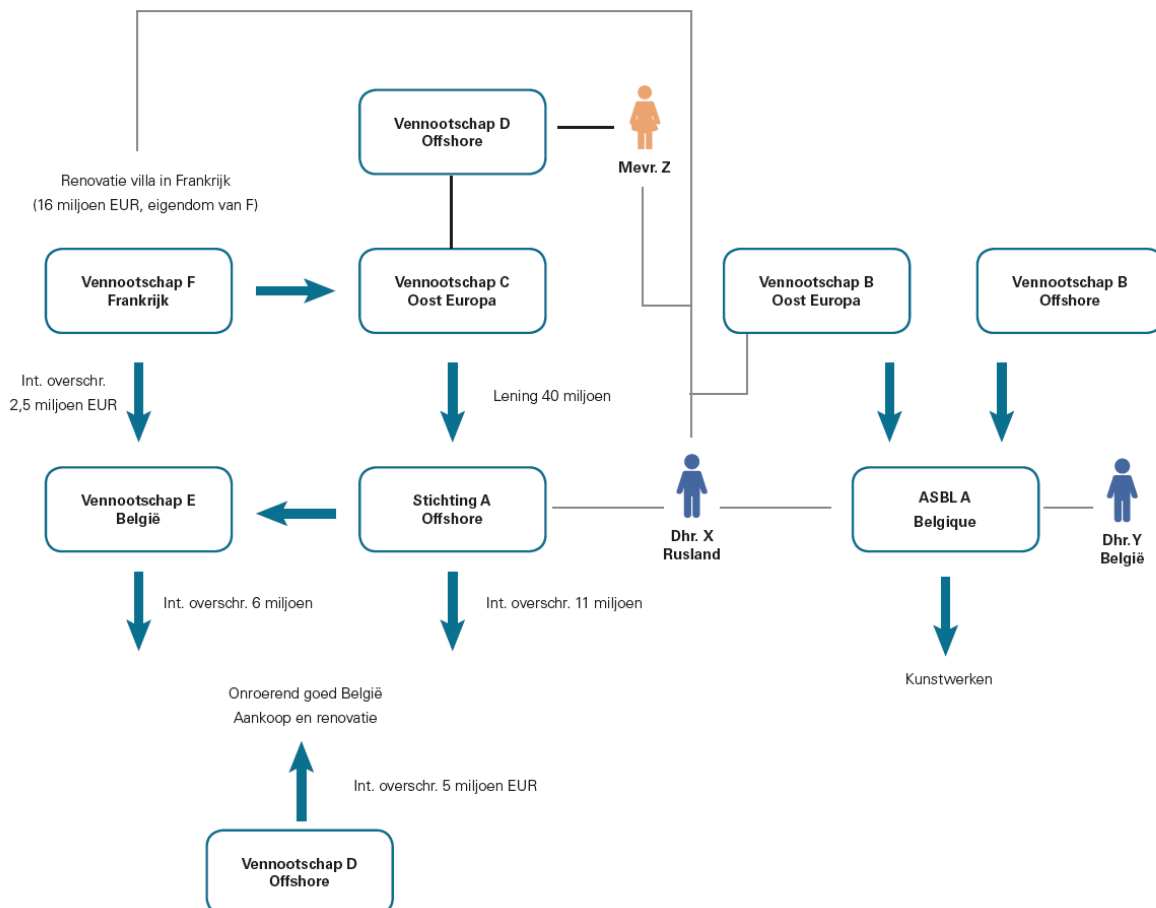 Vennootschap D
Offshore
Mevr. Z
Renovatie villa in Frankrijk
(16 miljoen EUR, eigendom van F)
Vennootschap F
Frankrijk
Vennootschap C
Oost Europa
Vennootschap B
Oost Europa
Vennootschap B
Offshore
Int. overschr.
2,5 miljoen EUR
Lening 40 miljoen
Vennootschap E
België
Stichting A
Offshore
Dhr. X
Rusland
ASBL A
Belgique
Dhr. Y
België
Int. overschr. 6 miljoen
Int. overschr. 11 miljoen
Kunstwerken
Onroerend goed België
Aankoop en renovatie
Int. overschr. 5 miljoen EUR
Vennootschap D
Offshore